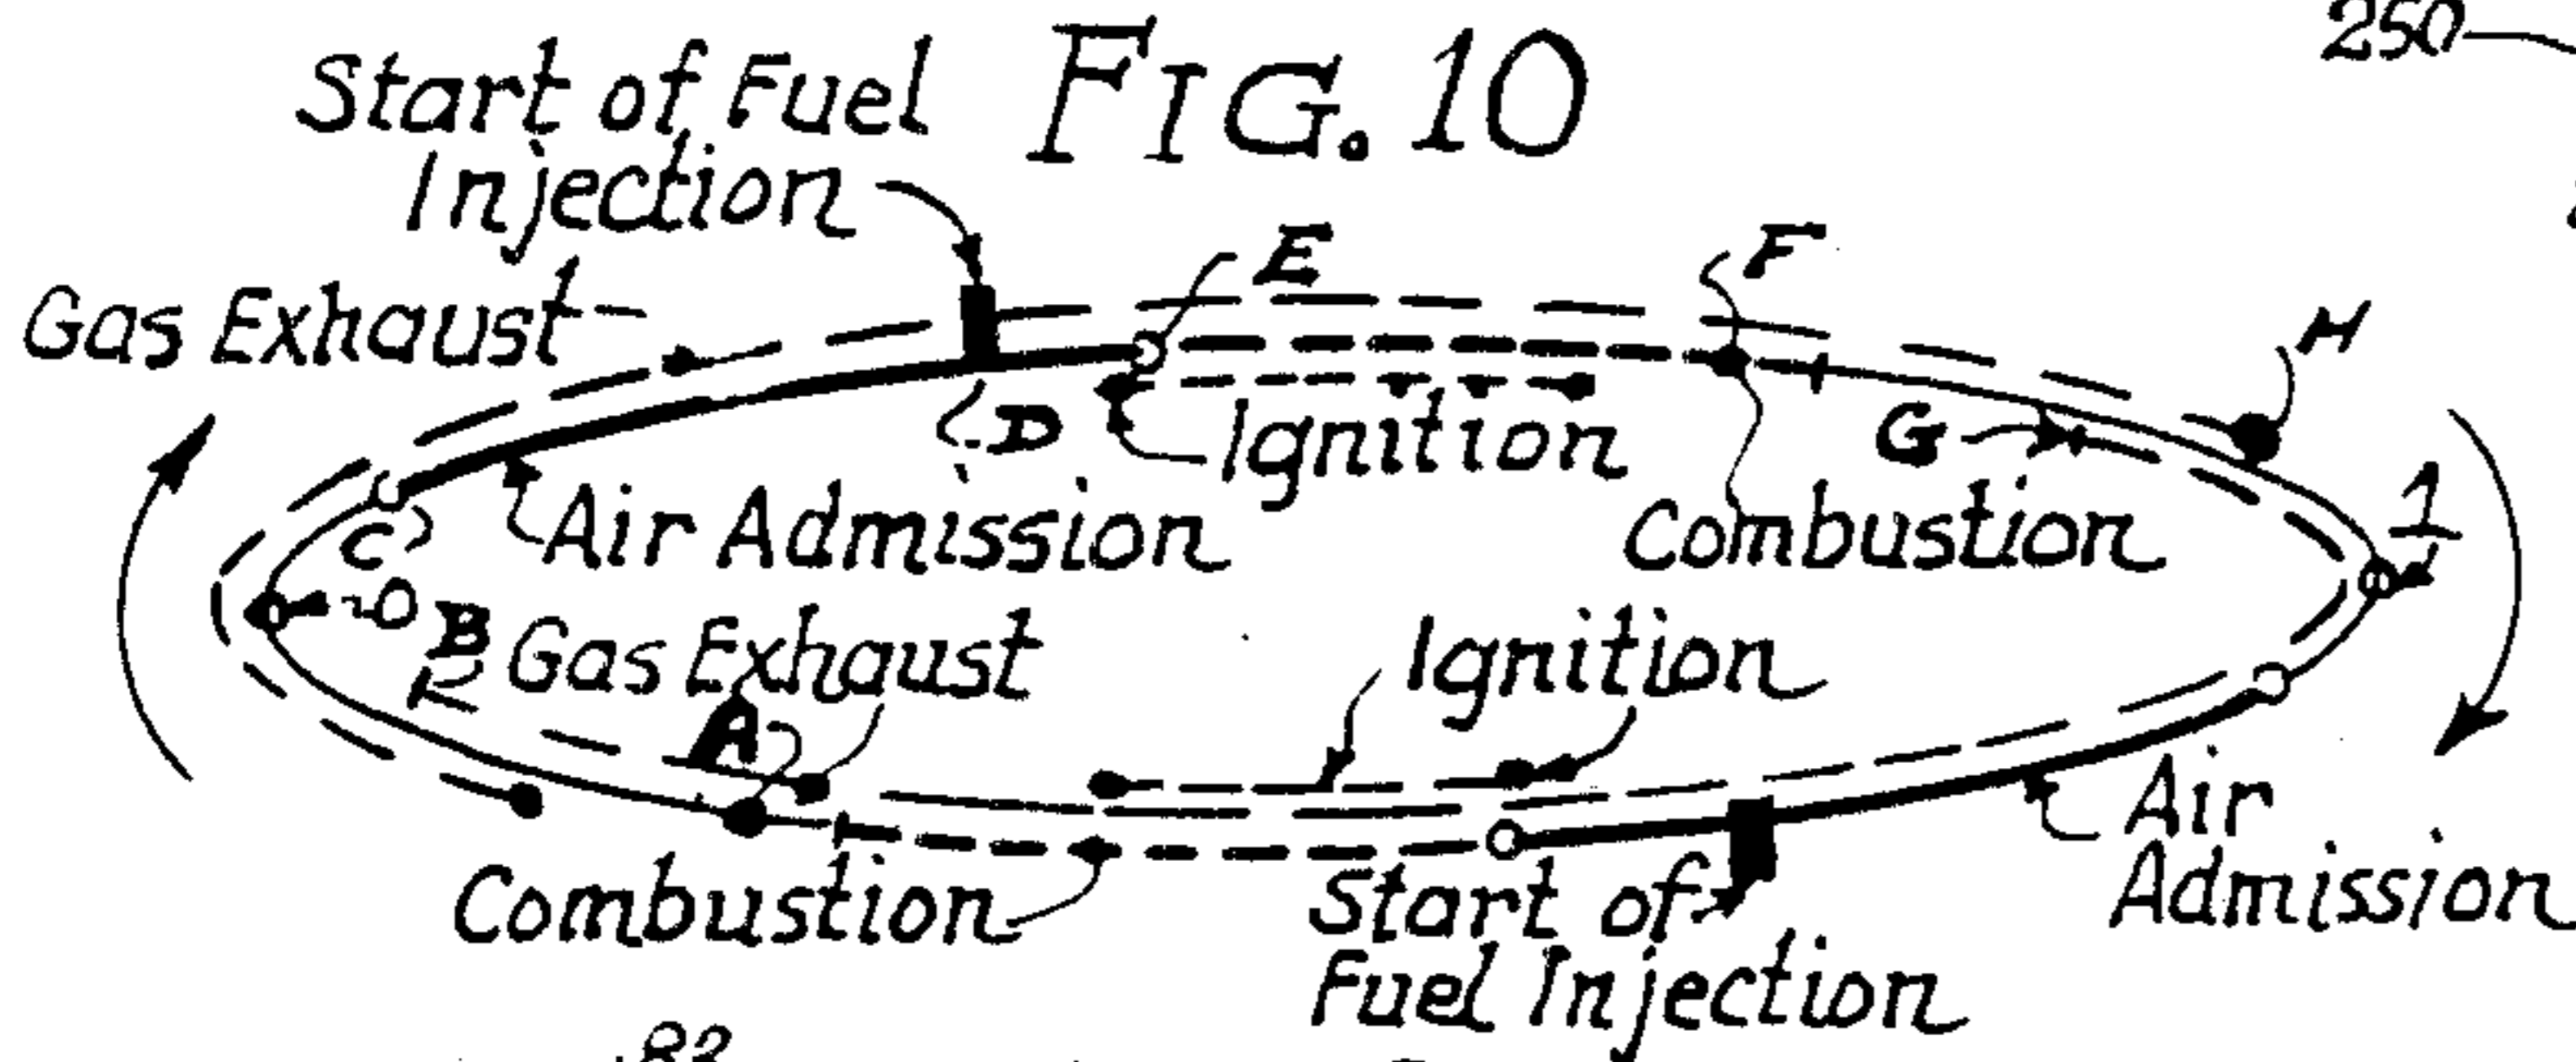 FIG. 10
250
Start of Fuel
Injection
Gas Exhaust
E
F
H
D
Ignition
G
C
Air Admission
Combustion
1
0
B
Gas Exhaust
Ignition
A
Combustion
Start of
Fuel Injection
Air
Admission